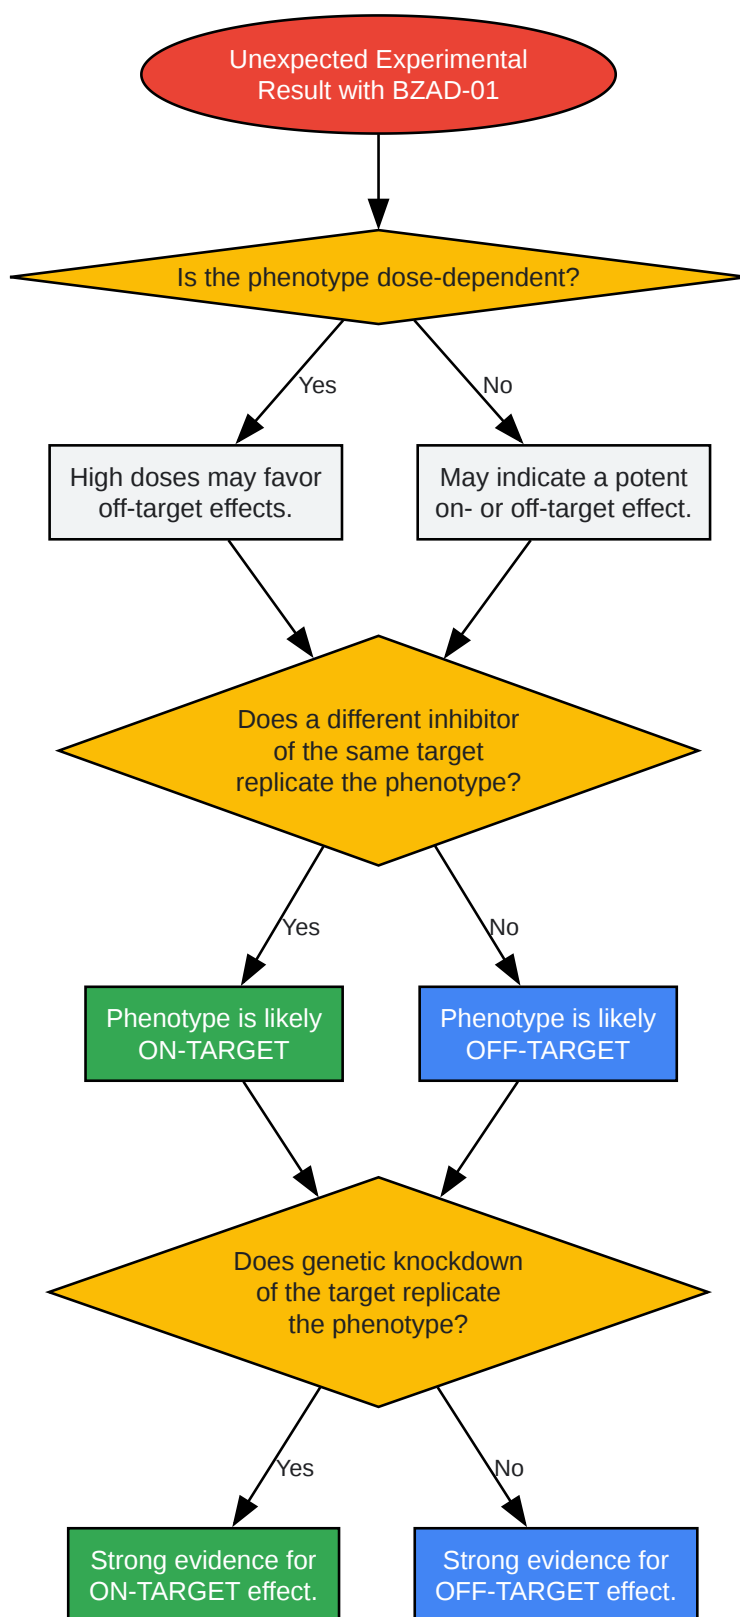 Unexpected Experimental
Result with BZAD-01
Is the phenotype dose-dependent?
Yes
No
High doses may favor
off-target effects.
May indicate a potent
on- or off-target effect.
Does a different inhibitor
of the same target
replicate the phenotype?
Yes
No
Phenotype is likely
ON-TARGET
Phenotype is likely
OFF-TARGET
Does genetic knockdown
of the target replicate
the phenotype?
Yes
No
Strong evidence for
ON-TARGET effect.
Strong evidence for
OFF-TARGET effect.